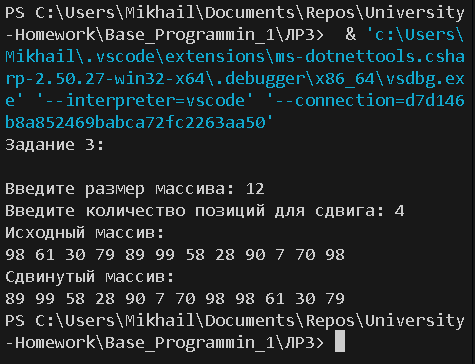 PS C:\Users\Mikhail\Documents\Repos\University
-Homework\Base_Programmin_1\ЛР3>  & 'c:\Users\
Mikhail\.vscode\extensions\ms-dotnettools.csha
rp-2.50.27-win32-x64\.debugger\x86_64\vsdbg.ex
e' '--interpreter=vscode' '--connection=d7d146
b8a852469babca72fc2263aa50'
Задание 3:

Введите размер массива: 12
Введите количество позиций для сдвига: 4
Исходный массив:
98 61 30 79 89 99 58 28 90 7 70 98
Сдвинутый массив:
89 99 58 28 90 7 70 98 98 61 30 79
PS C:\Users\Mikhail\Documents\Repos\University
-Homework\Base_Programmin_1\ЛР3>